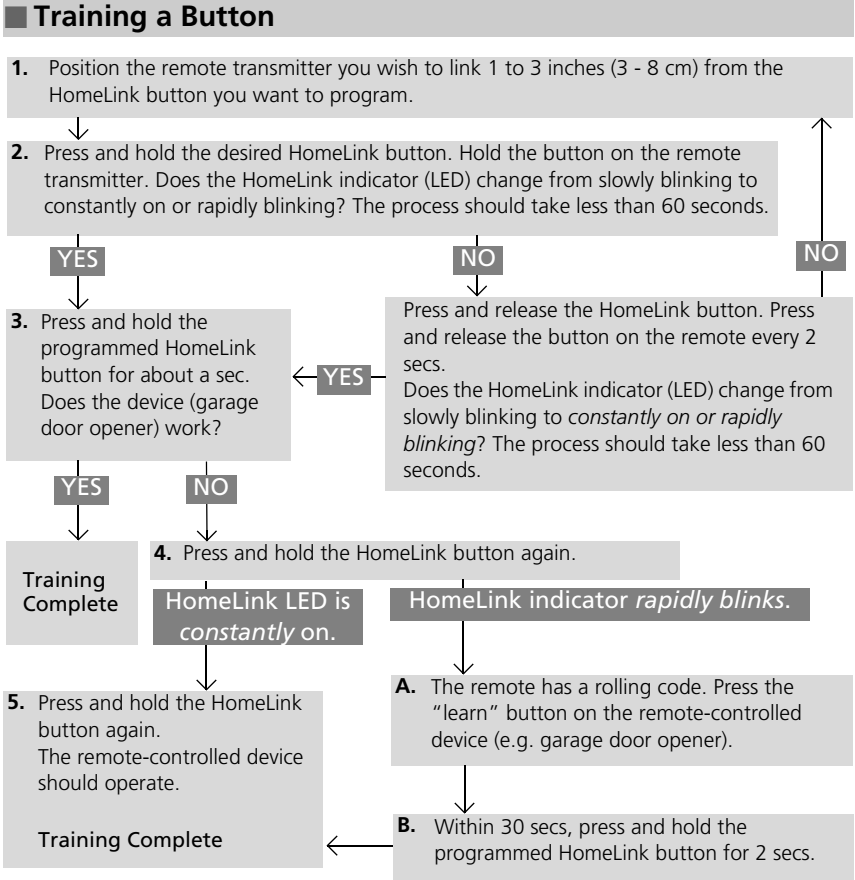 Training a Button
1. Position the remote transmitter you wish to link 1 to 3 inches (3 - 8 cm) from the
HomeLink button you want to program.
2. Press and hold the desired HomeLink button. Hold the button on the remote
transmitter. Does the HomeLink indicator (LED) change from slowly blinking to
constantly on or rapidly blinking? The process should take less than 60 seconds.
YES
NO
NO
3. Press and hold the
programmed HomeLink
button for about a sec.
Does the device (garage
door opener) work?
YES
Press and release the HomeLink button. Press
and release the button on the remote every 2
secs.
Does the HomeLink indicator (LED) change from
slowly blinking to constantly on or rapidly
blinking? The process should take less than 60
seconds.
YES
NO
Training
Complete
4. Press and hold the HomeLink button again.
HomeLink LED is
constantly on.
HomeLink indicator rapidly blinks.
5. Press and hold the HomeLink
button again.
The remote-controlled device
should operate.
Training Complete
A. The remote has a rolling code. Press the
“learn” button on the remote-controlled
device (e.g. garage door opener).
B. Within 30 secs, press and hold the
programmed HomeLink button for 2 secs.